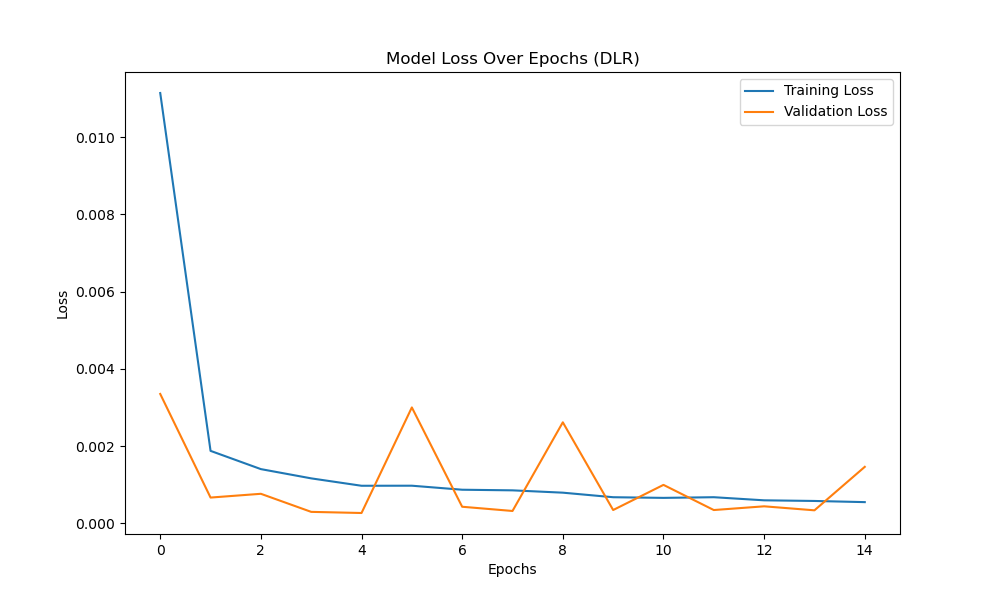 Model Loss Over Epochs (DLR)
Training Loss
Validation Loss
0.010
0.008
0.006
0.004
0.002
0.000
Loss
0 2 4 6 8 10 12 14
Epochs